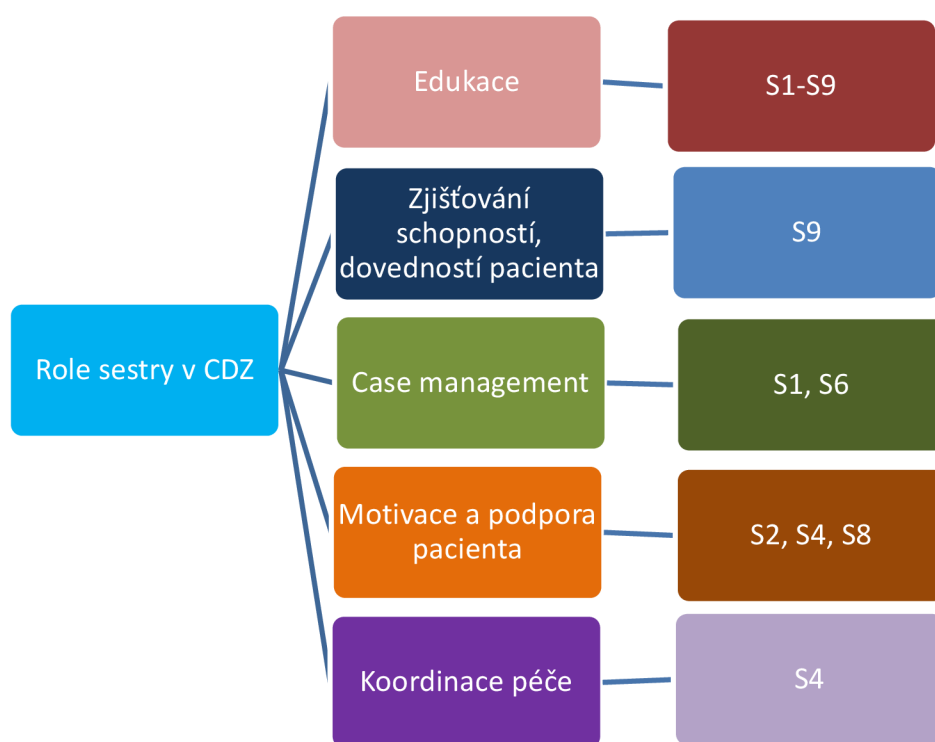 Role sestry v CDZ
Edukace
S1-S9
Zjišťování
schopností,
dovedností pacienta
S9
Case management
S1, S6
Motivace a podpora
pacienta
S2, S4, S8
Koordinace péče
S4